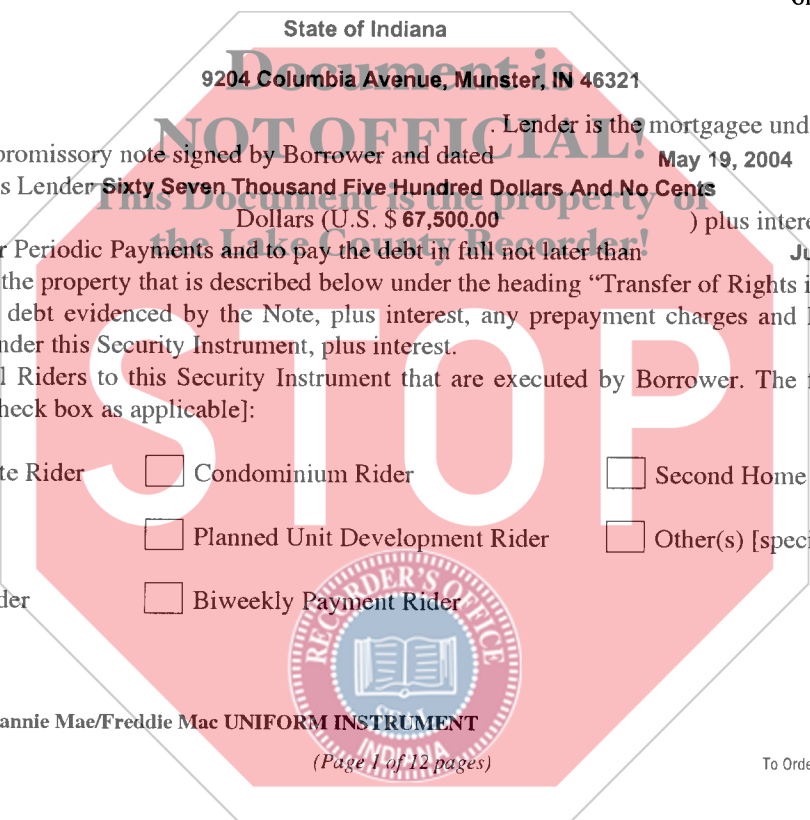 State of Indiana
Document is
9204 Columbia Avenue, Munster, IN 46321
NOT OFFICIAL!
. Lender is the mortgagee und
promissory note signed by Borrower and dated May 19, 2004
s Lender Sixty Seven Thousand Five Hundred Dollars And No Cents
This Document is the property of
Dollars (U.S. $ 67,500.00 ) plus intere
the Lake County Recorder!
r Periodic Payments and to pay the debt in full not later than Ju
the property that is described below under the heading “Transfer of Rights i
debt evidenced by the Note, plus interest, any prepayment charges and l
nder this Security Instrument, plus interest.
l Riders to this Security Instrument that are executed by Borrower. The f
heck box as applicable]:
STOP
te Rider Condominium Rider Second Home
Planned Unit Development Rider Other(s) [speci
der Biweekly Payment Rider
RECORDER'S OFFICE
SEAL
INDIANA
annie Mae/Freddie Mac UNIFORM INSTRUMENT
(Page 1 of 12 pages)
To Orde